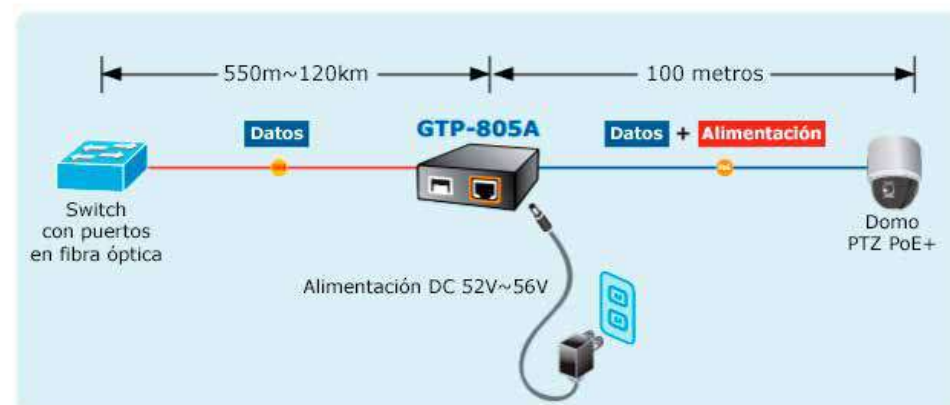 550m~120km
100 metros
Datos
GTP-805A
Datos + Alimentación
Switch
con puertos
en fibra óptica
Domo
PTZ PoE+
Alimentación DC 52V~56V